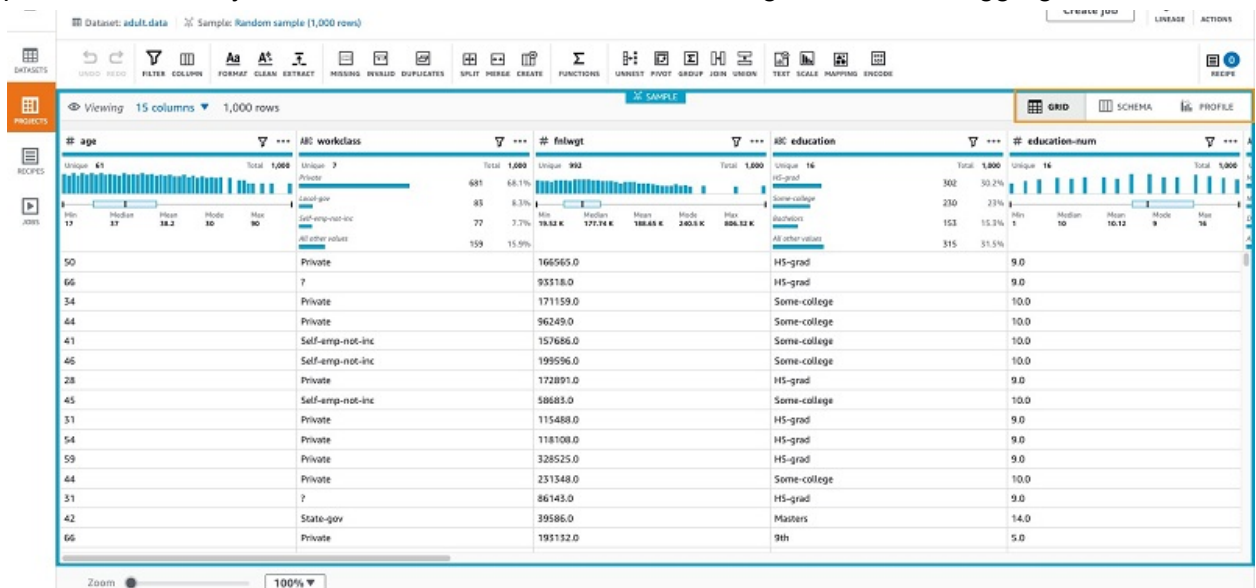 Create job
LINEAGE ACTIONS
Dataset: adult.data Sample: Random sample (1,000 rows)
DATASETS
UNDO REDO FILTER COLUMN FORMAT CLEAN EXTRACT MISSING INVALID DUPLICATES SPLIT MERGE CREATE FUNCTIONS UNNEST PIVOT GROUP JOIN UNION TEXT SCALE MAPPING ENCODE RECIPE
0
PROJECTS
RECIPES
JOBS
Viewing 15 columns ▼ 1,000 rows
SAMPLE
GRID SCHEMA PROFILE
# age ABC workclass # fnlwgt ABC education # education-num
Unique 61 Total 1,000 Unique 7 Total 1,000 Unique 992 Total 1,000 Unique 16 Total 1,000 Unique 16 Total 1,000
Private 681 68.1% HS-grad 302 30.2%
Local-gov 83 8.3% Some-college 230 23%
Self-emp-not-inc 77 7.7% Bachelors 153 15.3%
All other values 159 15.9% All other values 315 31.5%
Min Median Mean Mode Max Min Median Mean Mode Max Min Median Mean Mode Max
17 37 38.2 30 90 19.52 K 177.74 K 188.65 K 240.5 K 806.32 K 1 10 10.12 9 16
50 Private 166565.0 HS-grad 9.0
66 ? 93318.0 HS-grad 9.0
34 Private 171159.0 Some-college 10.0
44 Private 96249.0 Some-college 10.0
41 Self-emp-not-inc 157686.0 Some-college 10.0
46 Self-emp-not-inc 199596.0 Some-college 10.0
28 Private 172891.0 HS-grad 9.0
45 Self-emp-not-inc 58683.0 Some-college 10.0
31 Private 115488.0 HS-grad 9.0
54 Private 118108.0 HS-grad 9.0
59 Private 328525.0 HS-grad 9.0
44 Private 231348.0 Some-college 10.0
31 ? 86143.0 HS-grad 9.0
42 State-gov 39586.0 Masters 14.0
66 Private 193132.0 9th 5.0
Zoom 100% ▼